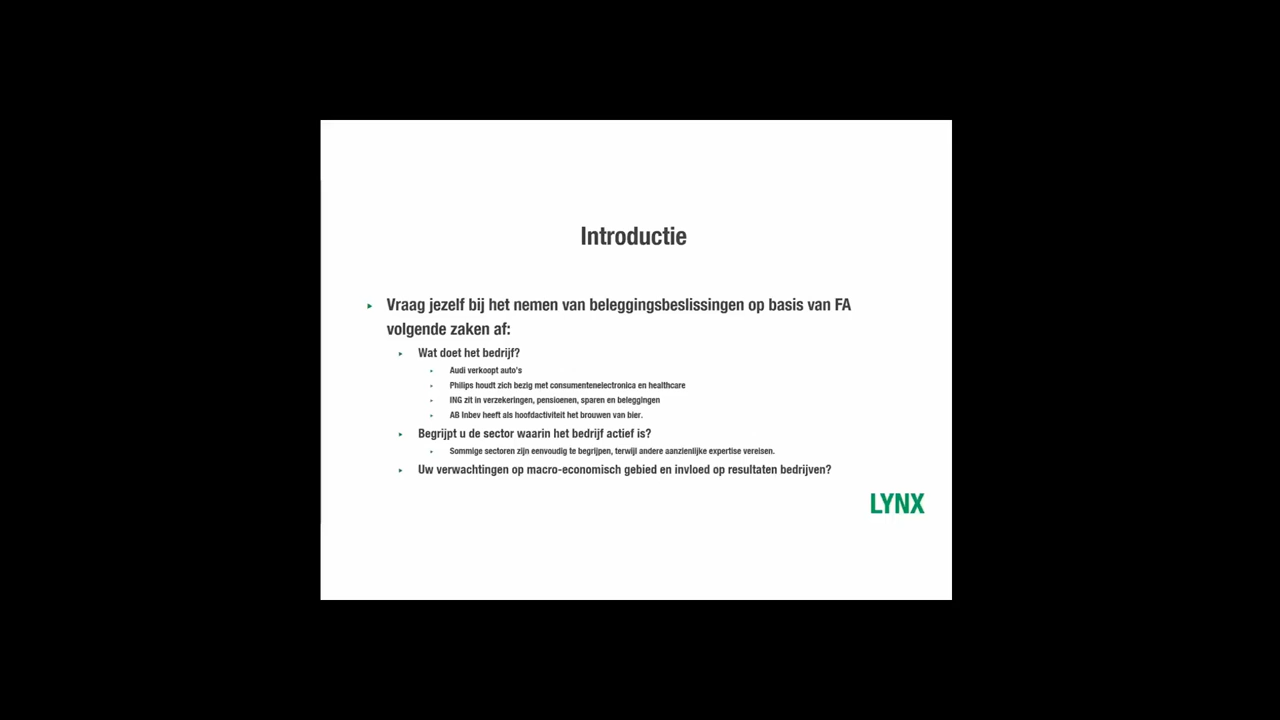 Introductie
Vraag jezelf bij het nemen van beleggingsbeslissingen op basis van FA
volgende zaken af:
Wat doet het bedrijf?
Audi verkoopt auto's
Philips houdt zich bezig met consumentenelectronica en healthcare
ING zit in verzekeringen, pensioenen, sparen en beleggingen
AB Inbev heeft als hoofdactiviteit het brouwen van bier.
Begrijpt u de sector waarin het bedrijf actief is?
Sommige sectoren zijn eenvoudig te begrijpen, terwijl andere aanzienlijke expertise vereisen.
Uw verwachtingen op macro-economisch gebied en invloed op resultaten bedrijven?
LYNX